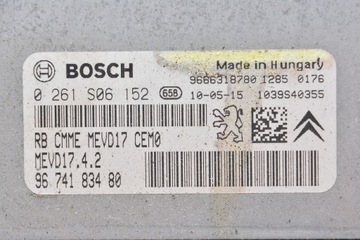 BOSCH
Made in Hungary
9686318780 1285 0176
0 261 S06 152 658 10-05-15 1039S40355
RB CMME MEVD17 CEM0
MEVD17.4.2
96 741 834 80